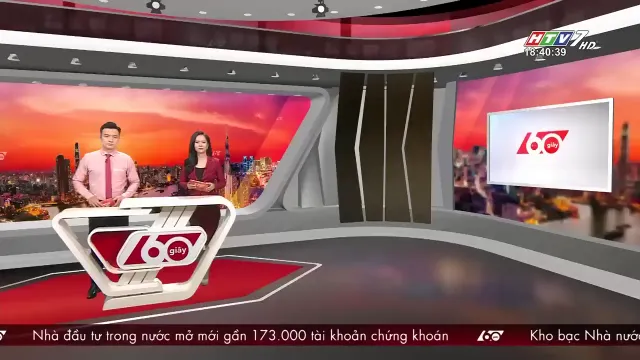 HTV7 HD
18:40:39
60 giây
60 giây
Nhà đầu tư trong nước mở mới gần 173.000 tài khoản chứng khoán 60 Kho bạc Nhà nước